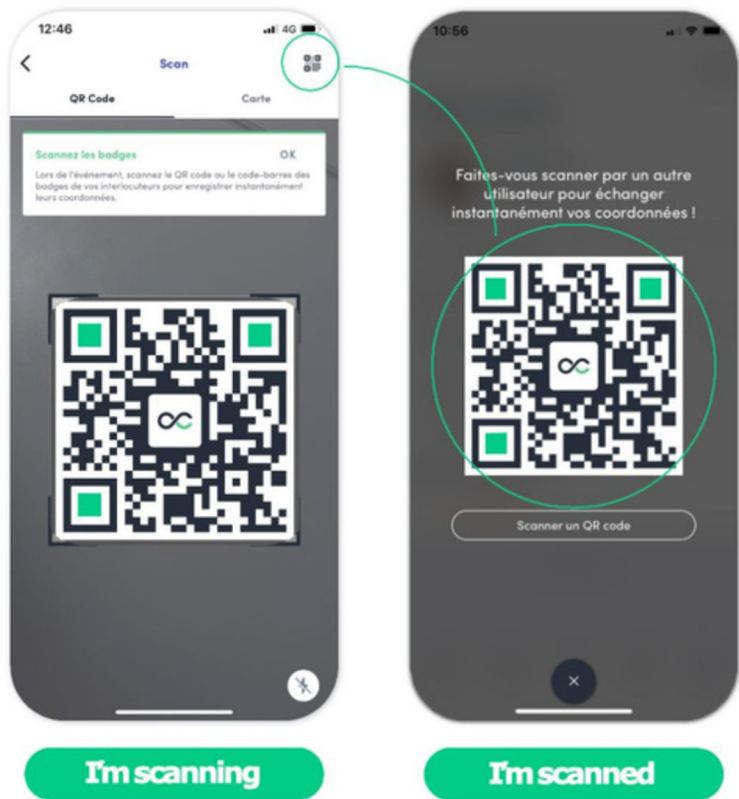 12:46
4G
Scan
QR Code
Carte
Scannez les badges
OK
Lors de l'événement, scannez le QR code ou le code-barres des
badges de vos interlocuteurs pour enregistrer instantanément
leurs coordonnées.
I'm scanning
10:56
Faites-vous scanner par un autre
utilisateur pour échanger
instantanément vos coordonnées !
Scanner un QR code
I'm scanned